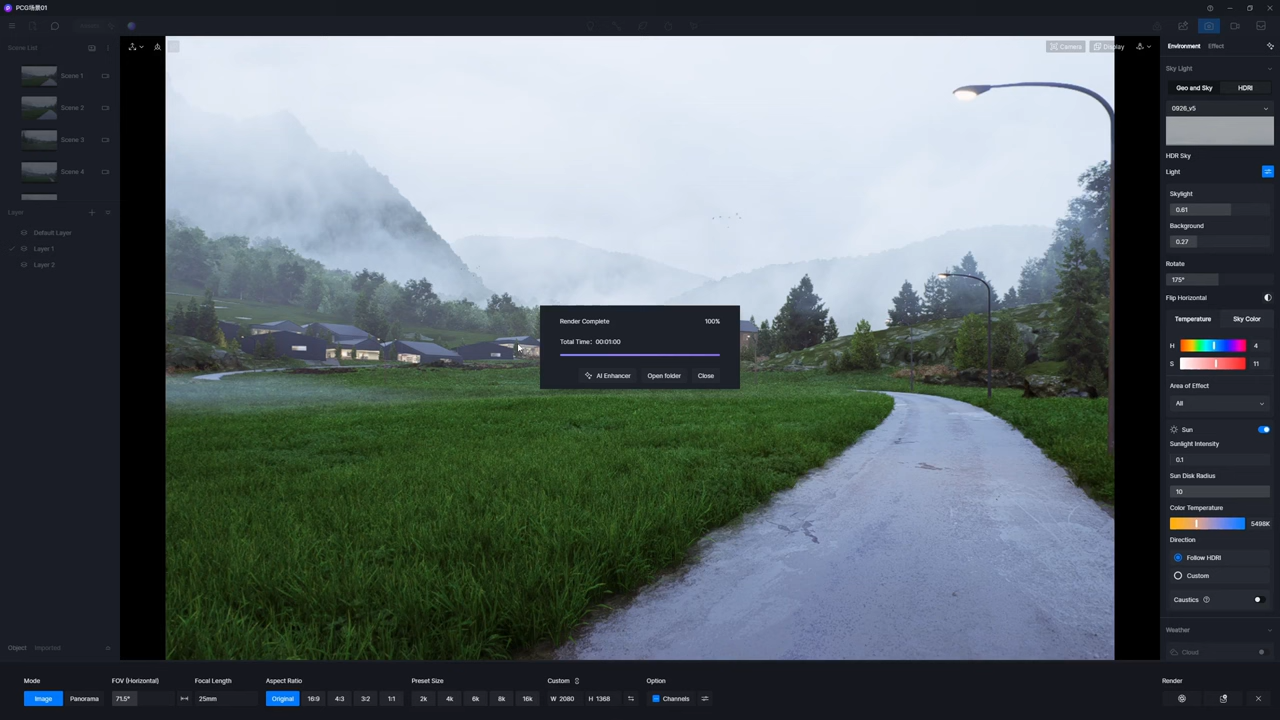 PCG场景01
Scene List
Scene 1
Scene 2
Scene 3
Scene 4
Layer
Default Layer
Layer 1
Layer 2
Object Imported
Camera Display
Render Complete 100%
Total Time: 00:01:00
AI Enhancer Open folder Close
Environment Effect
Sky Light
Geo and Sky HDRI
0926_v5
HDR Sky
Light
Skylight
0.61
Background
0.27
Rotate
175°
Flip Horizontal
Temperature Sky Color
H 4
S 11
Area of Effect
All
Sun
Sunlight Intensity
0.1
Sun Disk Radius
10
Color Temperature
5498K
Direction
Follow HDRI
Custom
Caustics
Weather
Cloud
Mode FOV (Horizontal) Focal Length Aspect Ratio Preset Size Custom Option Render
Image Panorama 71.5° 25mm Original 16:9 4:3 3:2 1:1 2k 4k 6k 8k 16k W 2080 H 1368 Channels